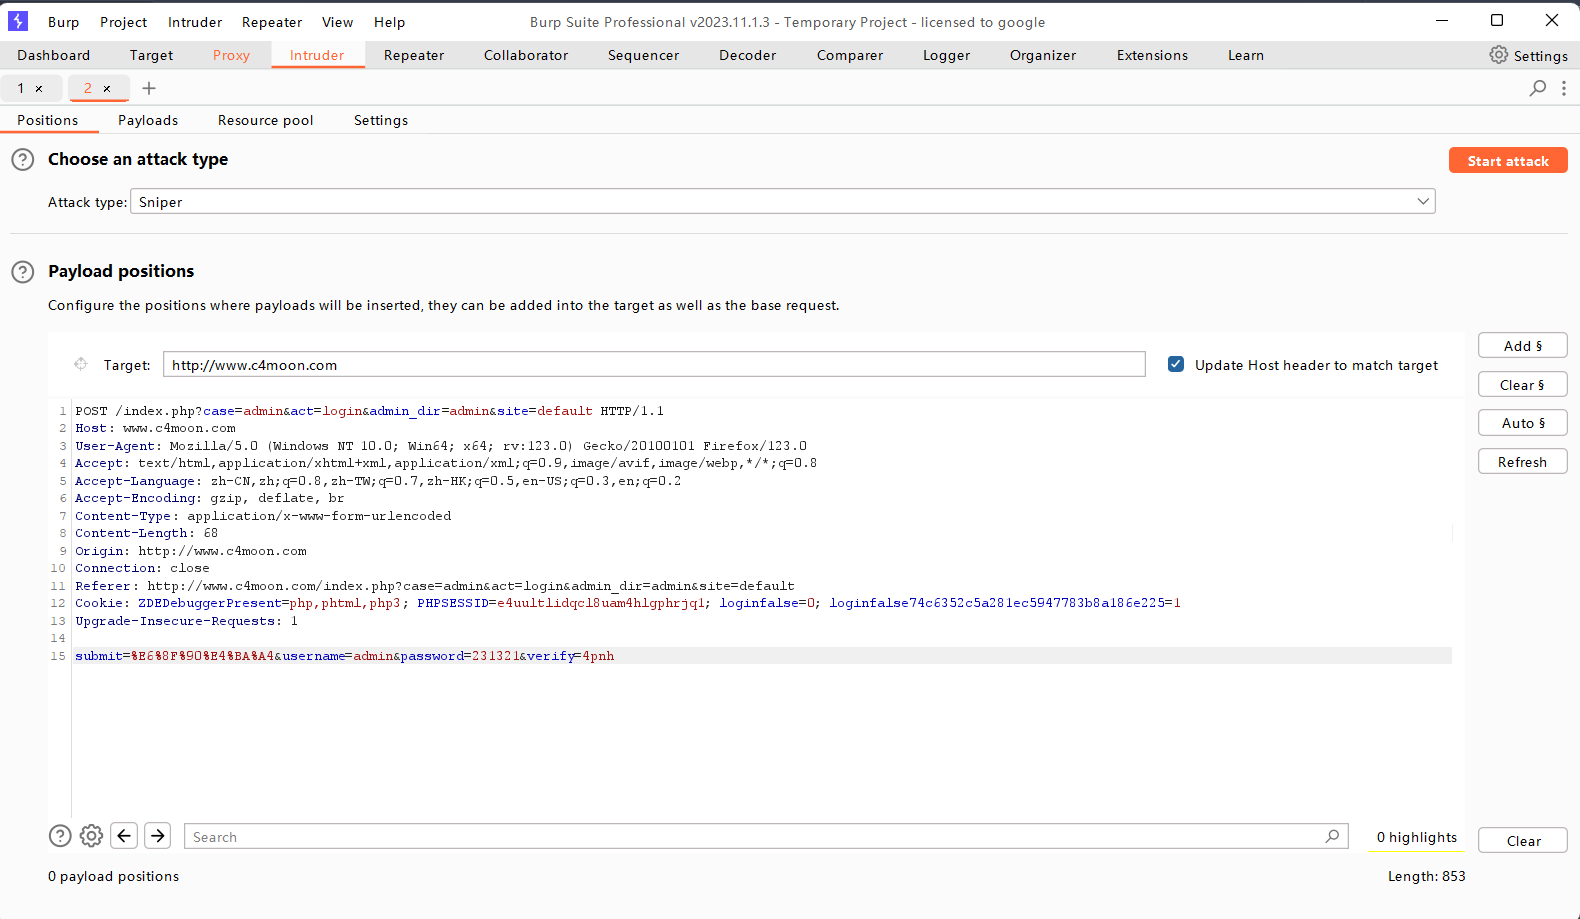 Burp Project Intruder Repeater View Help Burp Suite Professional v2023.11.1.3 - Temporary Project - licensed to google
Dashboard Target Proxy Intruder Repeater Collaborator Sequencer Decoder Comparer Logger Organizer Extensions Learn Settings
1 × 2 × +
Positions Payloads Resource pool Settings
? Choose an attack type Start attack
Attack type: Sniper
? Payload positions
Configure the positions where payloads will be inserted, they can be added into the target as well as the base request.
Target: http://www.c4moon.com Update Host header to match target
Add §
Clear §
Auto §
Refresh
1 POST /index.php?case=admin&act=login&admin_dir=admin&site=default HTTP/1.1
2 Host: www.c4moon.com
3 User-Agent: Mozilla/5.0 (Windows NT 10.0; Win64; x64; rv:123.0) Gecko/20100101 Firefox/123.0
4 Accept: text/html,application/xhtml+xml,application/xml;q=0.9,image/avif,image/webp,*/*;q=0.8
5 Accept-Language: zh-CN,zh;q=0.8,zh-TW;q=0.7,zh-HK;q=0.5,en-US;q=0.3,en;q=0.2
6 Accept-Encoding: gzip, deflate, br
7 Content-Type: application/x-www-form-urlencoded
8 Content-Length: 68
9 Origin: http://www.c4moon.com
10 Connection: close
11 Referer: http://www.c4moon.com/index.php?case=admin&act=login&admin_dir=admin&site=default
12 Cookie: ZDEDebuggerPresent=php,phtml,php3; PHPSESSID=e4uultlidqcl8uam4hlgphrjq1; loginfalse=0; loginfalse74c6352c5a281ec5947783b8a186e225=1
13 Upgrade-Insecure-Requests: 1
14
15 submit=%E6%8F%90%E4%BA%A4&username=admin&password=231321&verify=4pnh
? Search 0 highlights Clear
0 payload positions Length: 853